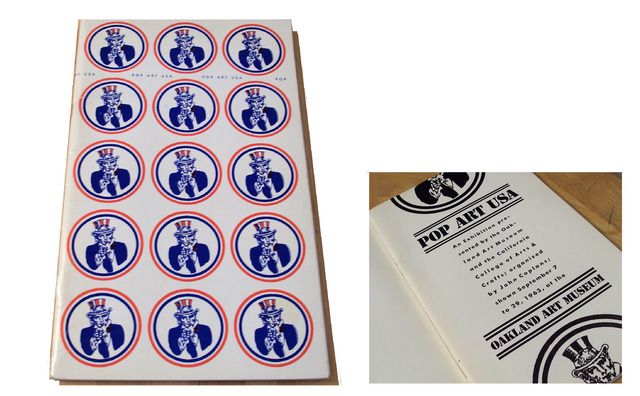 T USA POP ART USA POP ART USA POP
POP ART USA
An Exhibition pre-
sented by the Oak-
land Art Museum
and the California
College of Arts &
Crafts; organized
by John Coplans;
shown September 7
to 29, 1963, at the
OAKLAND ART MUSEUM